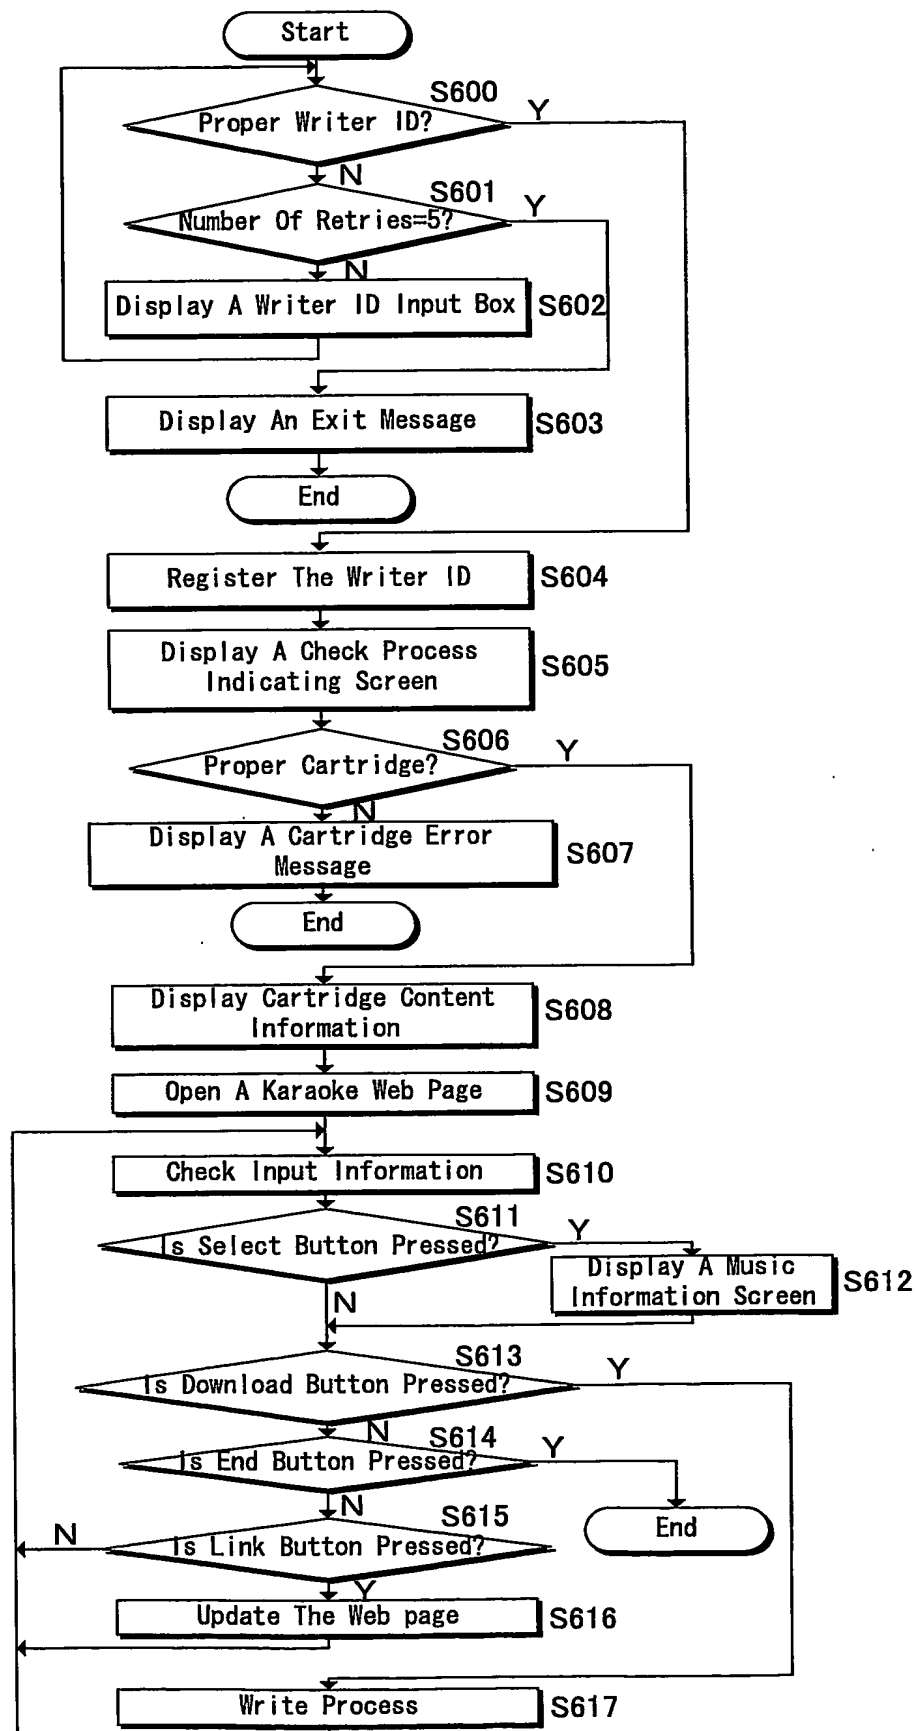 Start
S600
Proper Writer ID?
Y
N
S601
Number Of Retries=5?
Y
N
Display A Writer ID Input Box
S602
Display An Exit Message
S603
End
Register The Writer ID
S604
Display A Check Process
Indicating Screen
S605
S606
Proper Cartridge?
Y
N
Display A Cartridge Error
Message
S607
End
Display Cartridge Content
Information
S608
Open A Karaoke Web Page
S609
Check Input Information
S610
S611
Is Select Button Pressed?
Y
N
Display A Music
Information Screen
S612
S613
Is Download Button Pressed?
Y
N
S614
Is End Button Pressed?
Y
N
End
S615
Is Link Button Pressed?
N
Y
Update The Web page
S616
Write Process
S617